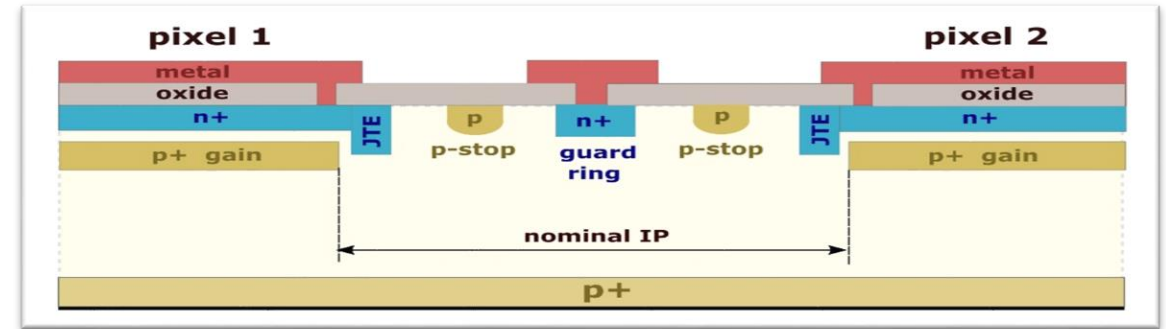 pixel 1 pixel 2
metal metal
oxide oxide
n+ JTE p n+ p JTE n+
p+ gain p-stop guard ring p-stop p+ gain
nominal IP
p+